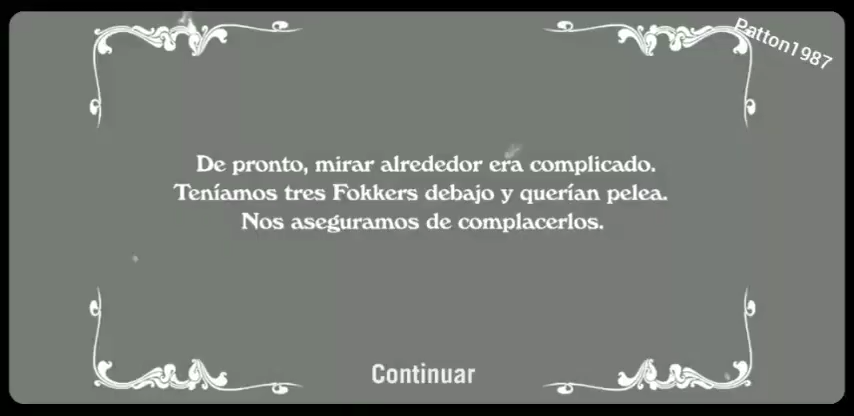 Patton1987
De pronto, mirar alrededor era complicado.
Teníamos tres Fokkers debajo y querían pelea.
Nos aseguramos de complacerlos.
Continuar